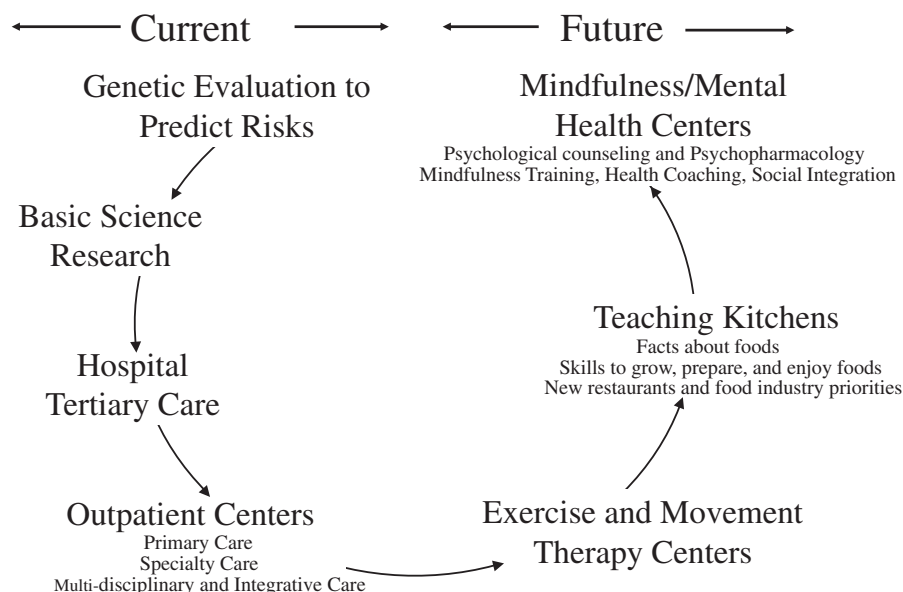 Current
Genetic Evaluation to
Predict Risks
Basic Science
Research
Hospital
Tertiary Care
Outpatient Centers
Primary Care
Specialty Care
Multi-disciplinary and Integrative Care
Future
Mindfulness/Mental
Health Centers
Psychological counseling and Psychopharmacology
Mindfulness Training, Health Coaching, Social Integration
Teaching Kitchens
Facts about foods
Skills to grow, prepare, and enjoy foods
New restaurants and food industry priorities
Exercise and Movement
Therapy Centers